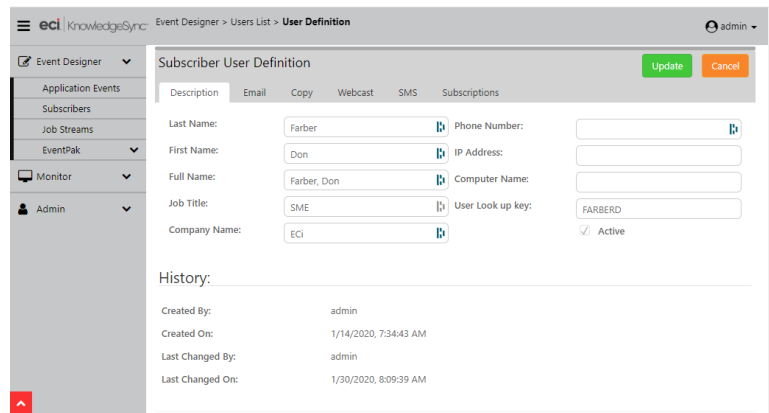 eci KnowledgeSync
Event Designer > Users List > User Definition
admin
Event Designer
Application Events
Subscribers
Job Streams
EventPak
Monitor
Admin
Subscriber User Definition
Update
Cancel
Description Email Copy Webcast SMS Subscriptions
Last Name: Farber Phone Number:
First Name: Don IP Address:
Full Name: Farber, Don Computer Name:
Job Title: SME User Look up key: FARBERD
Company Name: ECi Active
History:
Created By: admin
Created On: 1/14/2020, 7:34:43 AM
Last Changed By: admin
Last Changed On: 1/30/2020, 8:09:39 AM